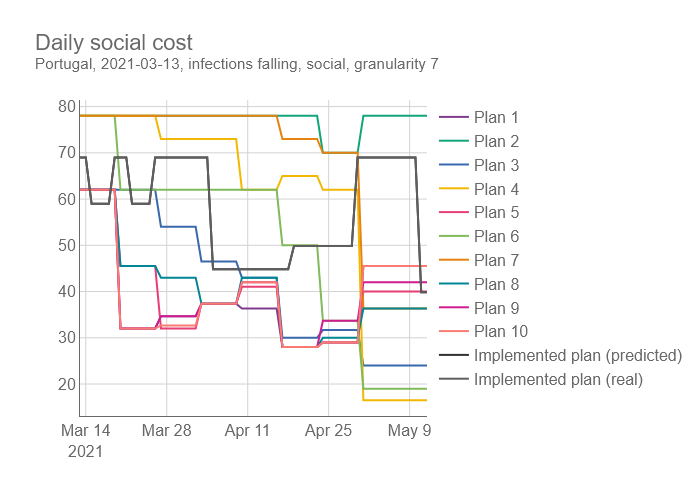 Daily social cost
Portugal, 2021-03-13, infections falling, social, granularity 7
80
70
60
50
40
30
20
Mar 14
2021
Mar 28
Apr 11
Apr 25
May 9
Plan 1
Plan 2
Plan 3
Plan 4
Plan 5
Plan 6
Plan 7
Plan 8
Plan 9
Plan 10
Implemented plan (predicted)
Implemented plan (real)